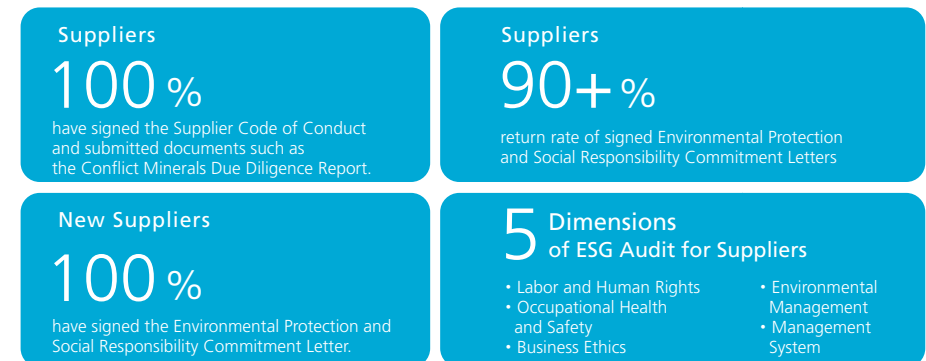 Suppliers
100 %
have signed the Supplier Code of Conduct
and submitted documents such as
the Conflict Minerals Due Diligence Report.
Suppliers
90+ %
return rate of signed Environmental Protection
and Social Responsibility Commitment Letters
New Suppliers
100 %
have signed the Environmental Protection and
Social Responsibility Commitment Letter.
5 Dimensions
of ESG Audit for Suppliers
• Labor and Human Rights
• Occupational Health
and Safety
• Business Ethics
• Environmental
Management
• Management
System